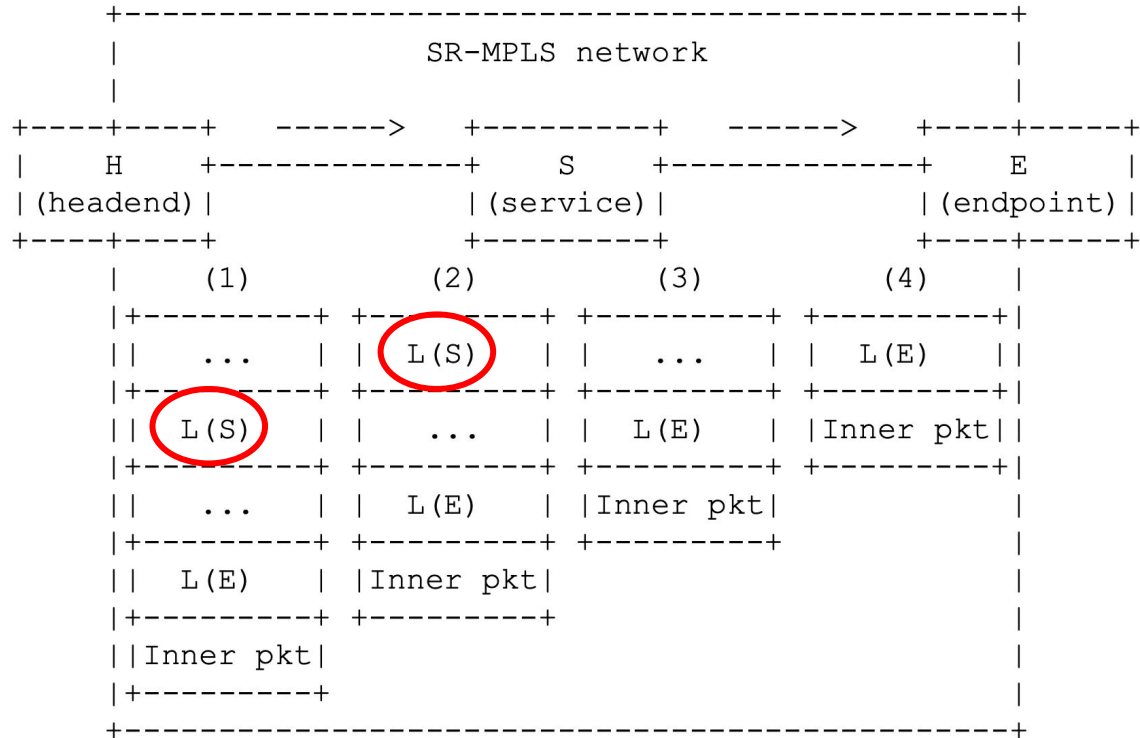 +-----------------------------------------------+
|                SR-MPLS network                |
|                                               |
+----+----+   ------>   +---------+   ------>   +----+-----+
|    H    +-------------+    S    +-------------+    E     |
|(headend)|             |(service)|             |(endpoint)|
+----+----+             +---------+             +----+-----+
|    (1)         (2)         (3)         (4)    |
|+---------+ +---------+ +---------+ +---------+|
||   ...   | |  L(S)   | |   ...   | |  L(E)   ||
|+---------+ +---------+ +---------+ +---------+|
||  L(S)   | |   ...   | |  L(E)   | |Inner pkt||
|+---------+ +---------+ +---------+ +---------+|
||   ...   | |  L(E)   | |Inner pkt|            |
|+---------+ +---------+ +---------+            |
||  L(E)   | |Inner pkt|                        |
|+---------+ +---------+                        |
||Inner pkt|                                    |
|+---------+                                    |
+-----------------------------------------------+